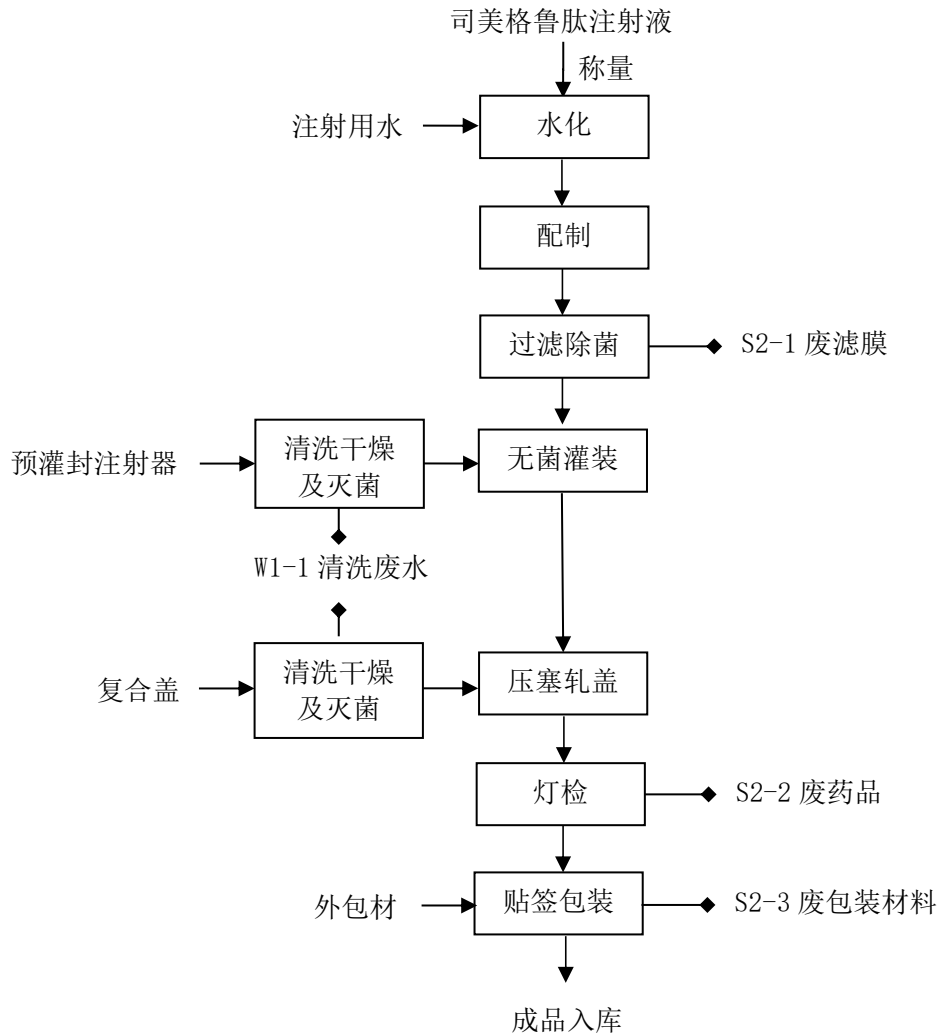 司美格鲁肽注射液
称量
注射用水
水化
配制
过滤除菌
S2-1 废滤膜
预灌封注射器
清洗干燥
及灭菌
无菌灌装
W1-1 清洗废水
复合盖
清洗干燥
及灭菌
压塞轧盖
灯检
S2-2 废药品
外包材
贴签包装
S2-3 废包装材料
成品入库